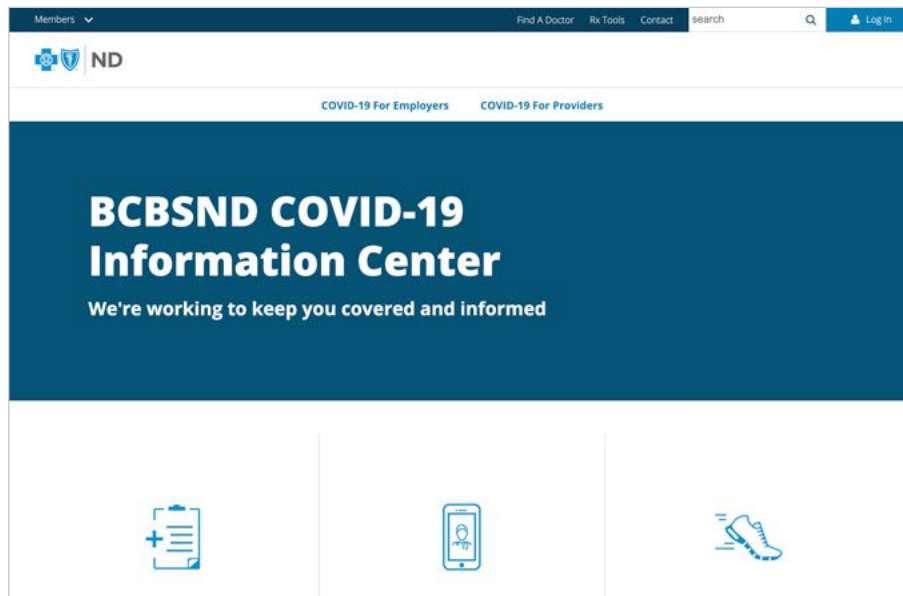 Members
Find A Doctor
Rx Tools
Contact
search
Log In
ND
COVID-19 For Employers
COVID-19 For Providers
BCBSND COVID-19
Information Center
We're working to keep you covered and informed